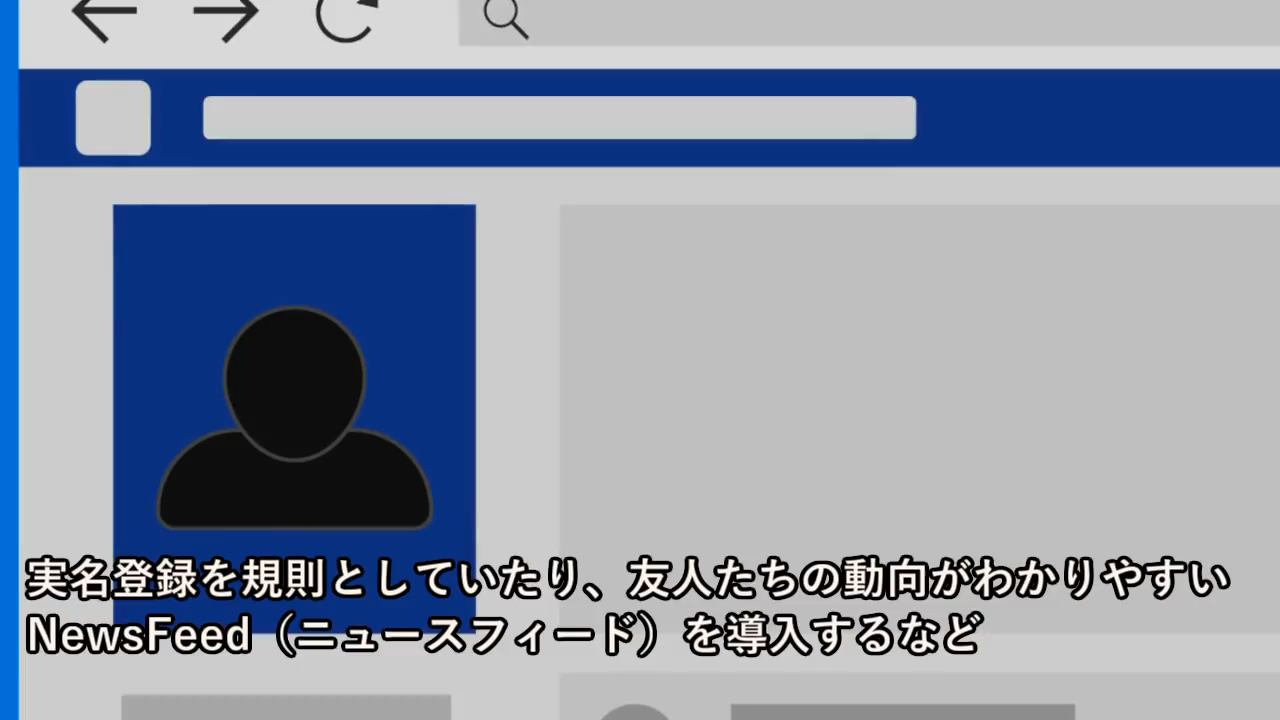 実名登録を規則としていたり、友人たちの動向がわかりやすい
NewsFeed（ニュースフィード）を導入するなど